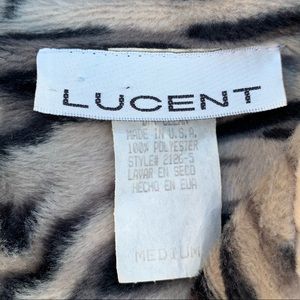 LUCENT
MADE IN U.S.A.
100% POLYESTER
STYLE# 2126-S
LAVAR EN SECO
HECHO EN EUA
MEDIUM